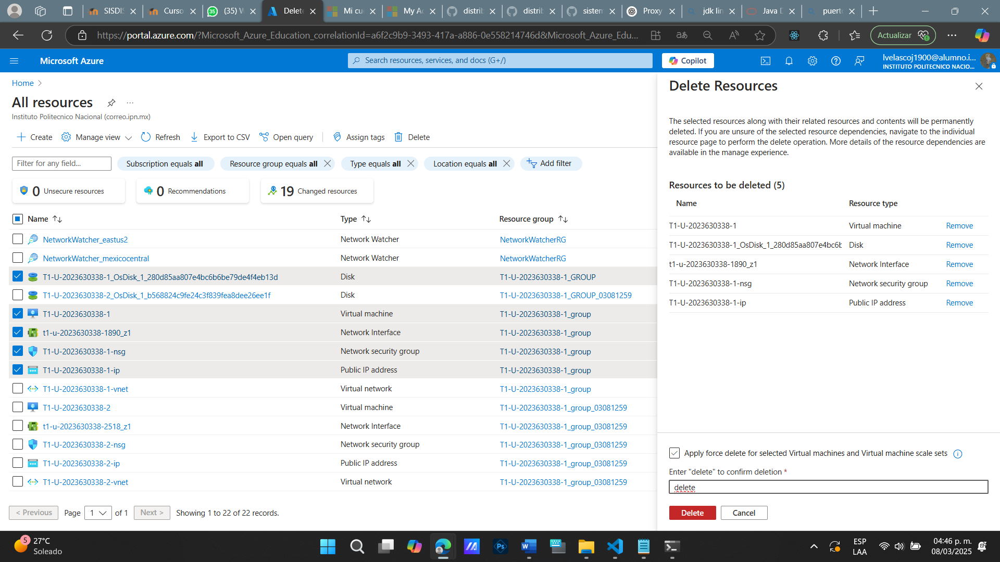 SISDIS
Curso
(35) W
Delete
Mi cu
My Ac
distrib
distrib
sistem
Proxy
jdk lin
Java D
puerto
https://portal.azure.com/?Microsoft_Azure_Education_correlationId=a6f2c9b9-3493-417a-a886-0e558214746d&Microsoft_Azure_Edu...
Actualizar
Microsoft Azure
Search resources, services, and docs (G+/)
Copilot
lvelascoj1900@alumno.i...
INSTITUTO POLITECNICO NACIO...
Home
All resources
Instituto Politecnico Nacional (correo.ipn.mx)
Create
Manage view
Refresh
Export to CSV
Open query
Assign tags
Delete
Filter for any field...
Subscription equals all
Resource group equals all
Type equals all
Location equals all
Add filter
0 Unsecure resources
0 Recommendations
19 Changed resources
Name Type Resource group
NetworkWatcher_eastus2 Network Watcher NetworkWatcherRG
NetworkWatcher_mexicocentral Network Watcher NetworkWatcherRG
T1-U-2023630338-1_OsDisk_1_280d85aa807e4bc6b6be79de4f4eb13d Disk T1-U-2023630338-1_GROUP
T1-U-2023630338-2_OsDisk_1_b568824c9fe24c3f839fea8dee26ee1f Disk T1-U-2023630338-1_GROUP_03081259
T1-U-2023630338-1 Virtual machine T1-U-2023630338-1_group
t1-u-2023630338-1890_z1 Network Interface T1-U-2023630338-1_group
T1-U-2023630338-1-nsg Network security group T1-U-2023630338-1_group
T1-U-2023630338-1-ip Public IP address T1-U-2023630338-1_group
T1-U-2023630338-1-vnet Virtual network T1-U-2023630338-1_group
T1-U-2023630338-2 Virtual machine T1-U-2023630338-1_group_03081259
t1-u-2023630338-2518_z1 Network Interface T1-U-2023630338-1_group_03081259
T1-U-2023630338-2-nsg Network security group T1-U-2023630338-1_group_03081259
T1-U-2023630338-2-ip Public IP address T1-U-2023630338-1_group_03081259
T1-U-2023630338-2-vnet Virtual network T1-U-2023630338-1_group_03081259
< Previous Page 1 of 1 Next > Showing 1 to 22 of 22 records.
Delete Resources
The selected resources along with their related resources and contents will be permanently
deleted. If you are unsure of the selected resource dependencies, navigate to the individual
resource page to perform the delete operation. More details of the resource dependencies are
available in the manage experience.
Resources to be deleted (5)
Name Resource type
T1-U-2023630338-1 Virtual machine Remove
T1-U-2023630338-1_OsDisk_1_280d85aa807e4bc6b Disk Remove
t1-u-2023630338-1890_z1 Network Interface Remove
T1-U-2023630338-1-nsg Network security group Remove
T1-U-2023630338-1-ip Public IP address Remove
Apply force delete for selected Virtual machines and Virtual machine scale sets
Enter "delete" to confirm deletion *
delete
Delete
Cancel
5
27°C
Soleado
ESP
LAA
04:46 p. m.
08/03/2025